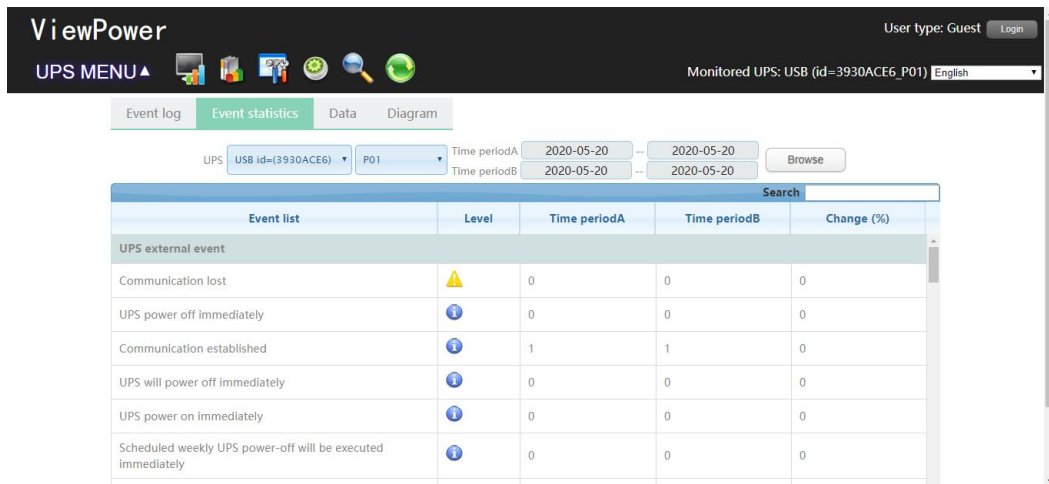 ViewPower
User type: Guest Login
UPS MENU▲
Monitored UPS: USB (id=3930ACE6_P01) English
Event log Event statistics Data Diagram
UPS USB id=(3930ACE6) P01
Time periodA 2020-05-20 -- 2020-05-20
Time periodB 2020-05-20 -- 2020-05-20
Browse
Search
Event list Level Time periodA Time periodB Change (%)
UPS external event
Communication lost 0 0 0
UPS power off immediately 0 0 0
Communication established 1 1 0
UPS will power off immediately 0 0 0
UPS power on immediately 0 0 0
Scheduled weekly UPS power-off will be executed
immediately 0 0 0